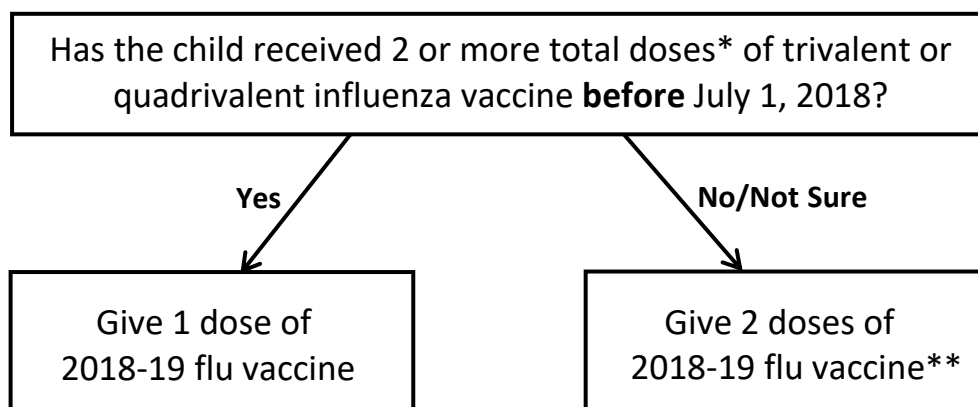 Has the child received 2 or more total doses* of trivalent or
quadrivalent influenza vaccine before July 1, 2018?
Yes
No/Not Sure
Give 1 dose of
2018-19 flu vaccine
Give 2 doses of
2018-19 flu vaccine**